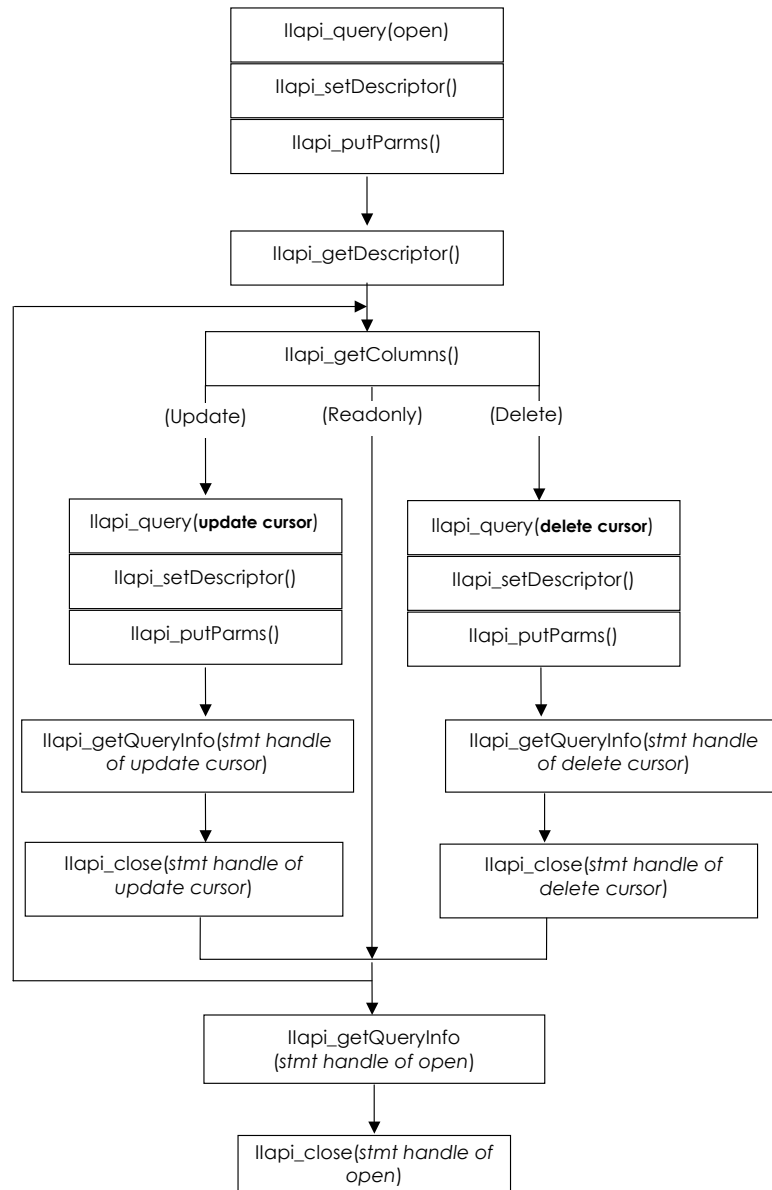 IIapi_query(open)
IIapi_setDescriptor()
IIapi_putParms()
IIapi_getDescriptor()
IIapi_getColumns()
(Update)
(Readonly)
(Delete)
IIapi_query(update cursor)
IIapi_setDescriptor()
IIapi_putParms()
IIapi_getQueryInfo(stmt handle
of update cursor)
IIapi_close(stmt handle of
update cursor)
IIapi_query(delete cursor)
IIapi_setDescriptor()
IIapi_putParms()
IIapi_getQueryInfo(stmt handle
of delete cursor)
IIapi_close(stmt handle of
delete cursor)
IIapi_getQueryInfo
(stmt handle of open)
IIapi_close(stmt handle of
open)